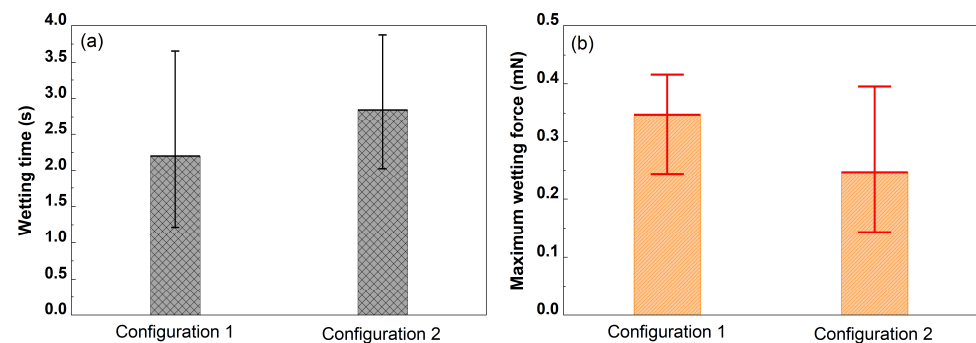 (a)
Wetting time (s)
4.0
3.5
3.0
2.5
2.0
1.5
1.0
0.5
0.0
Configuration 1
Configuration 2
(b)
Maximum wetting force (mN)
0.5
0.4
0.3
0.2
0.1
0.0
Configuration 1
Configuration 2